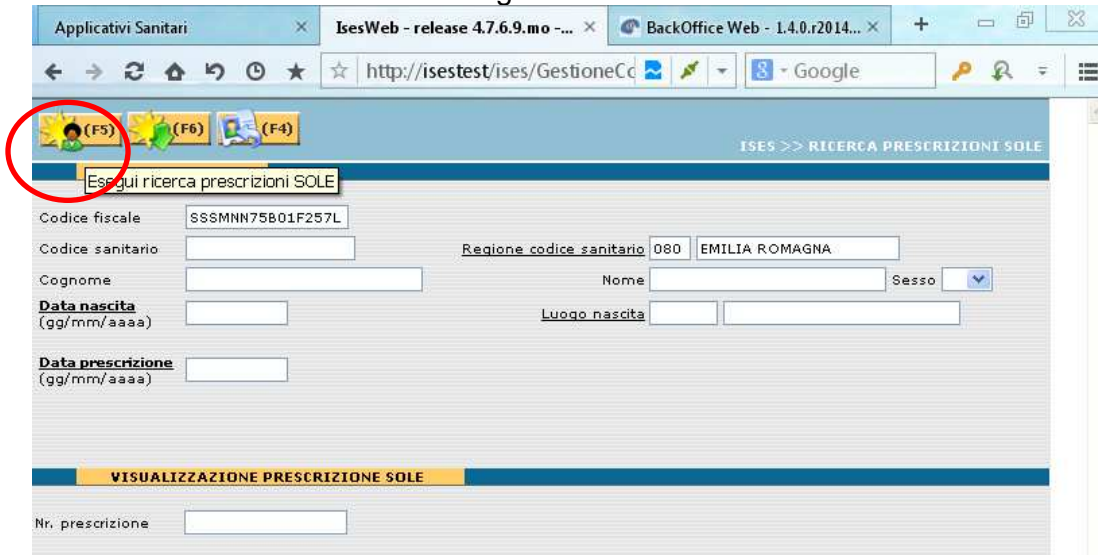 Applicativi Sanitari × IsesWeb - release 4.7.6.9.mo -... × BackOffice Web - 1.4.0.r2014... × +
http://isestest/ises/GestioneCo Google
(F5) (F6) (F4)
ISES >> RICERCA PRESCRIZIONI SOLE
Esegui ricerca prescrizioni SOLE
Codice fiscale SSSMNN75B01F257L
Codice sanitario Regione codice sanitario 080 EMILIA ROMAGNA
Cognome Nome Sesso
Data nascita
(gg/mm/aaaa) Luogo nascita
Data prescrizione
(gg/mm/aaaa)
VISUALIZZAZIONE PRESCRIZIONE SOLE
Nr. prescrizione